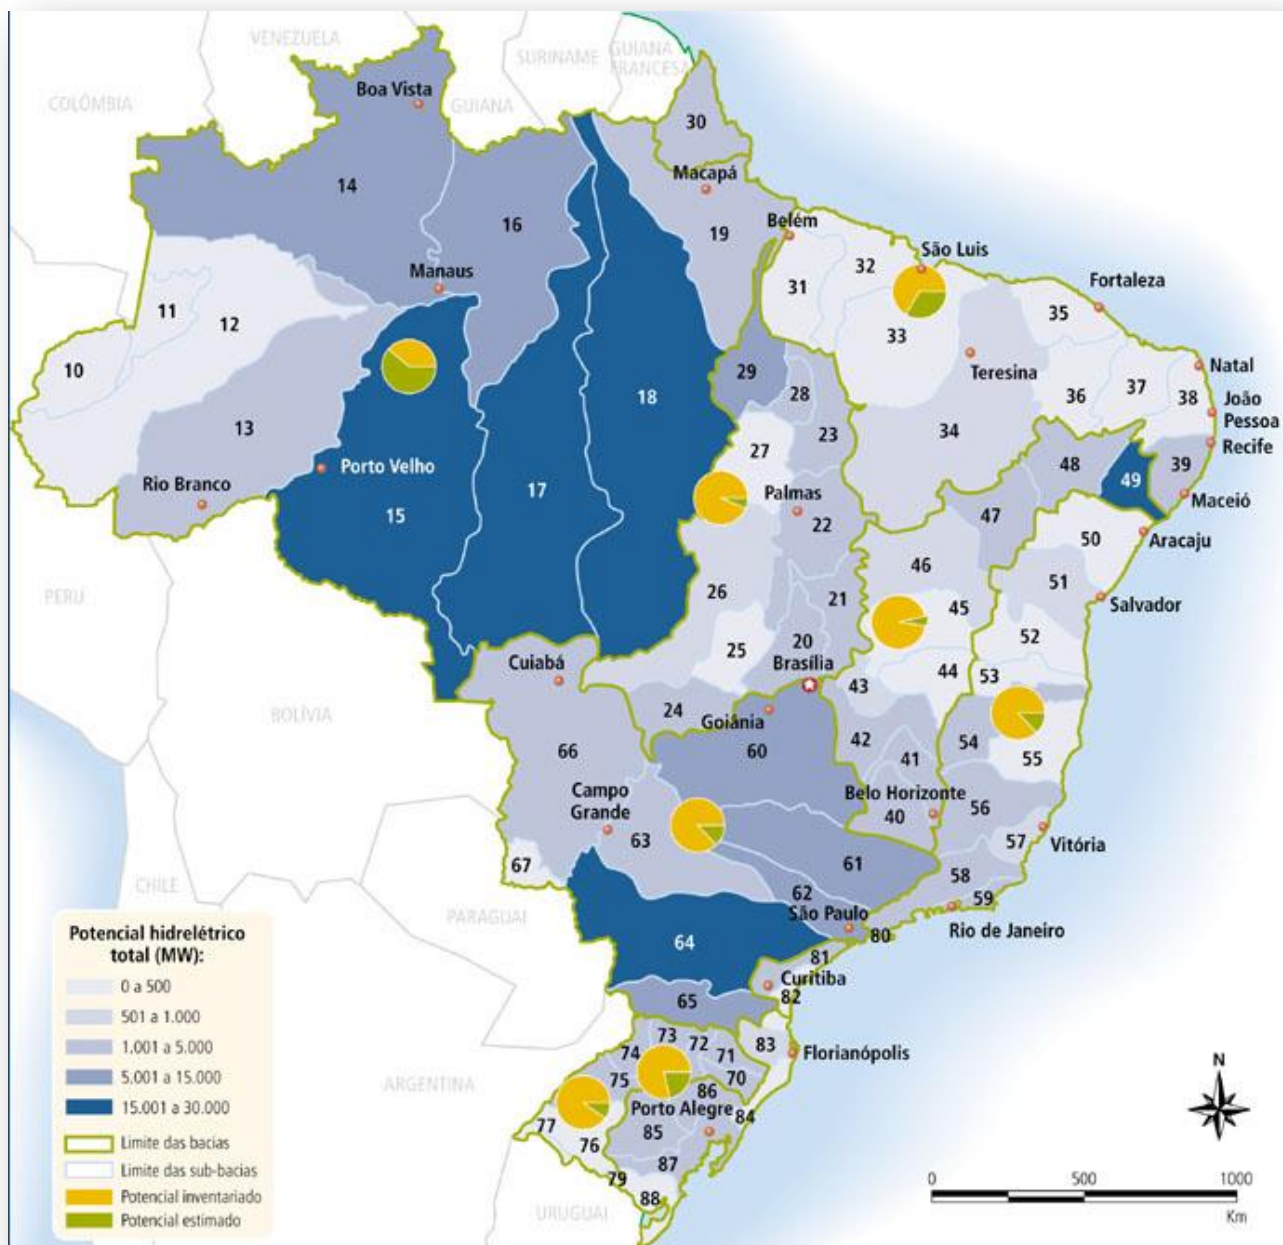 VENEZUELA
SURINAME
GUIANA
FRANCESA
COLÔMBIA
Boa Vista
GUIANA
30
Macapá
14
16
19
Belém
São Luis
32
Fortaleza
31
Manaus
11
12
35
33
10
29
28
Teresina
Natal
36
37
38
João
Pessoa
18
13
23
34
27
Recife
Porto Velho
48
39
49
Rio Branco
17
Palmas
Maceió
15
22
47
50
Aracaju
46
51
PERU
26
21
45
Salvador
20
52
25
Brasília
Cuiabá
44
53
43
24
Goiânia
BOLÍVIA
54
42
66
60
41
55
Campo
Grande
Belo Horizonte
56
40
63
57
Vitória
61
67
58
CHILE
62
59
PARAGUAI
São Paulo
Rio de Janeiro
80
64
81
Curitiba
82
65
73
72
83
74
71
Florianópolis
75
70
ARGENTINA
86
Porto Alegre
84
77
85
76
87
79
88
URUGUAI
Potencial hidrelétrico
total (MW):
0 a 500
501 a 1.000
1.001 a 5.000
5.001 a 15.000
15.001 a 30.000
Limite das bacias
Limite das sub-bacias
Potencial inventariado
Potencial estimado
N
0
500
1000
Km